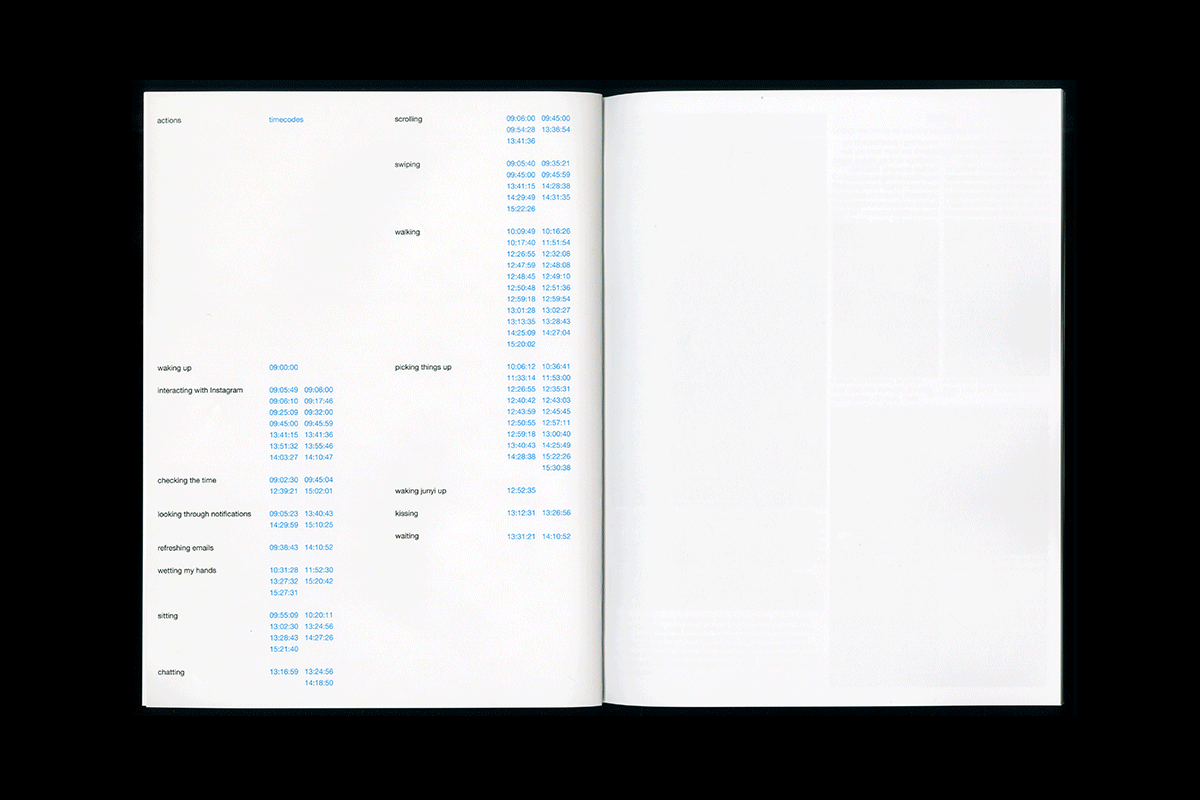 actions timecodes
waking up 09:00:00
interacting with Instagram 09:05:49 09:06:00
09:06:10 09:17:46
09:25:09 09:32:00
09:45:00 09:45:59
13:41:15 13:41:36
13:51:32 13:55:46
14:03:27 14:10:47
checking the time 09:02:30 09:45:04
12:39:21 15:02:01
looking through notifications 09:05:23 13:40:43
14:29:59 15:10:25
refreshing emails 09:38:43 14:10:52
wetting my hands 10:31:28 11:52:30
13:27:32 15:20:42
15:27:31
sitting 09:55:09 10:20:11
13:02:30 13:24:56
13:28:43 14:27:26
15:21:40
chatting 13:16:59 13:24:56
14:18:50
scrolling 09:06:00 09:45:00
09:54:28 13:36:54
13:41:36
swiping 09:05:40 09:35:21
09:45:00 09:45:59
13:41:15 14:28:38
14:29:49 14:31:35
15:22:26
walking 10:09:49 10:16:26
10:17:40 11:51:54
12:26:55 12:32:08
12:47:59 12:48:08
12:48:45 12:49:10
12:50:48 12:51:36
12:59:18 12:59:54
13:01:28 13:02:27
13:13:35 13:28:43
14:25:09 14:27:04
15:20:02
picking things up 10:06:12 10:36:41
11:33:14 11:53:00
12:26:55 12:35:31
12:40:42 12:43:03
12:43:59 12:45:45
12:50:55 12:57:11
12:59:18 13:00:40
13:40:43 14:25:49
14:28:38 15:22:26
15:30:38
waking junyi up 12:52:35
kissing 13:12:31 13:26:56
waiting 13:31:21 14:10:52